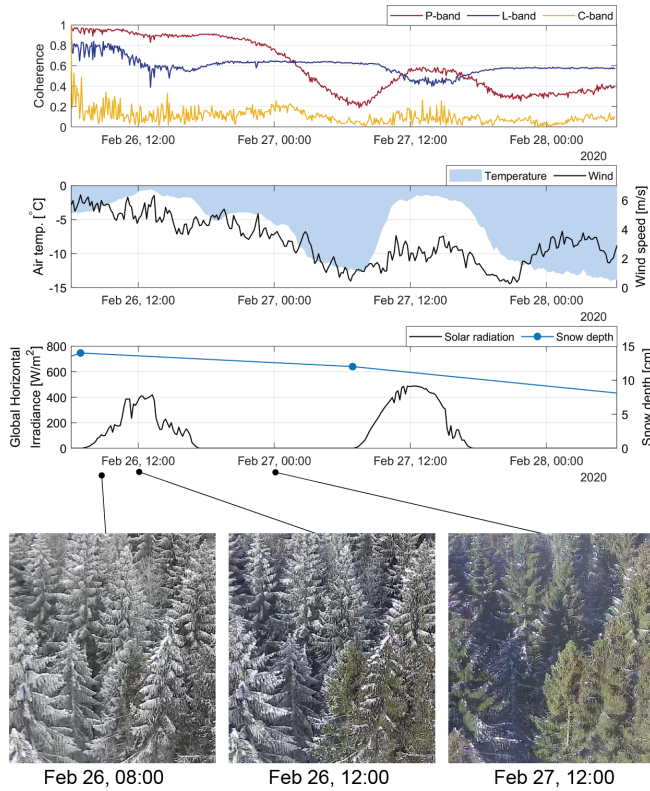 P-band L-band C-band
1
0.8
0.6
0.4
0.2
0
Coherence
Feb 26, 12:00 Feb 27, 00:00 Feb 27, 12:00 Feb 28, 00:00
2020
Temperature Wind
0
-5
-10
-15
Air temp. [°C]
6
4
2
0
Wind speed [m/s]
Feb 26, 12:00 Feb 27, 00:00 Feb 27, 12:00 Feb 28, 00:00
2020
Solar radiation Snow depth
800
600
400
200
0
Global Horizontal
Irradiance [W/m²]
15
10
5
0
Snow depth [cm]
Feb 26, 12:00 Feb 27, 00:00 Feb 27, 12:00 Feb 28, 00:00
2020
Feb 26, 08:00 Feb 26, 12:00 Feb 27, 12:00